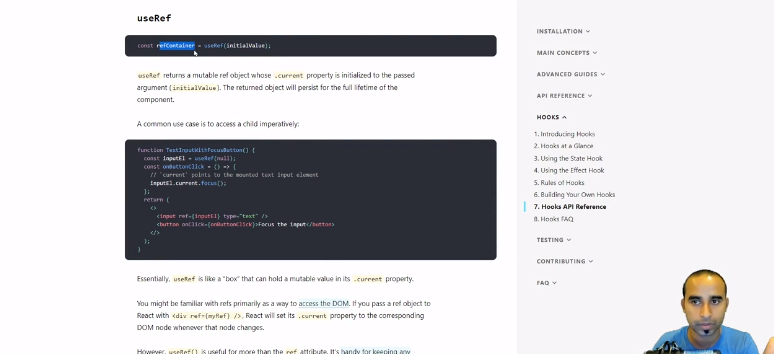 useRef
const refContainer = useRef(initialValue);
useRef returns a mutable ref object whose .current property is initialized to the passed
argument (initialValue). The returned object will persist for the full lifetime of the
component.
A common use case is to access a child imperatively:
function TextInputWithFocusButton() {
const inputEl = useRef(null);
const onButtonClick = () => {
// `current` points to the mounted text input element
inputEl.current.focus();
};
return (
<>
<input ref={inputEl} type="text" />
<button onClick={onButtonClick}>Focus the input</button>
</>
);
}
Essentially, useRef is like a “box” that can hold a mutable value in its .current property.
You might be familiar with refs primarily as a way to access the DOM. If you pass a ref object to
React with <div ref={myRef} />, React will set its .current property to the corresponding
DOM node whenever that node changes.
However, useRef() is useful for more than the ref attribute. It's handy for keeping any
INSTALLATION
MAIN CONCEPTS
ADVANCED GUIDES
API REFERENCE
HOOKS
1. Introducing Hooks
2. Hooks at a Glance
3. Using the State Hook
4. Using the Effect Hook
5. Rules of Hooks
6. Building Your Own Hooks
7. Hooks API Reference
8. Hooks FAQ
TESTING
CONTRIBUTING
FAQ